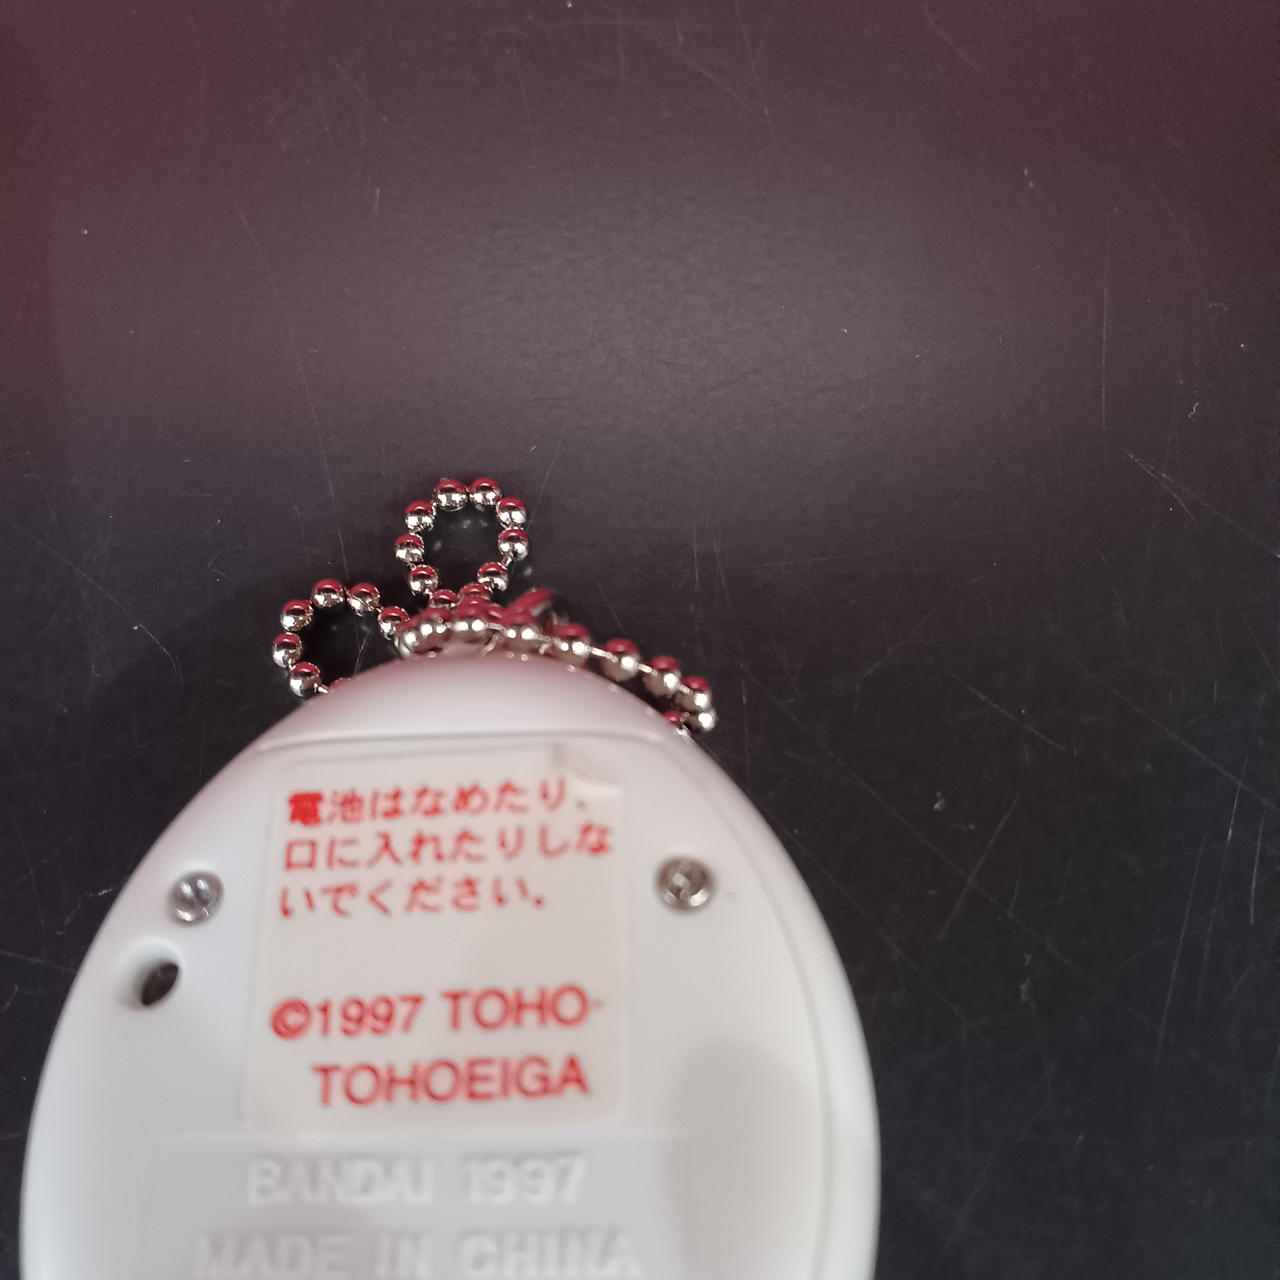 電池はなめたり、
口に入れたりしな
いでください。
©1997 TOHO·
TOHOEIGA
BANDAI 1997
MADE IN CHINA